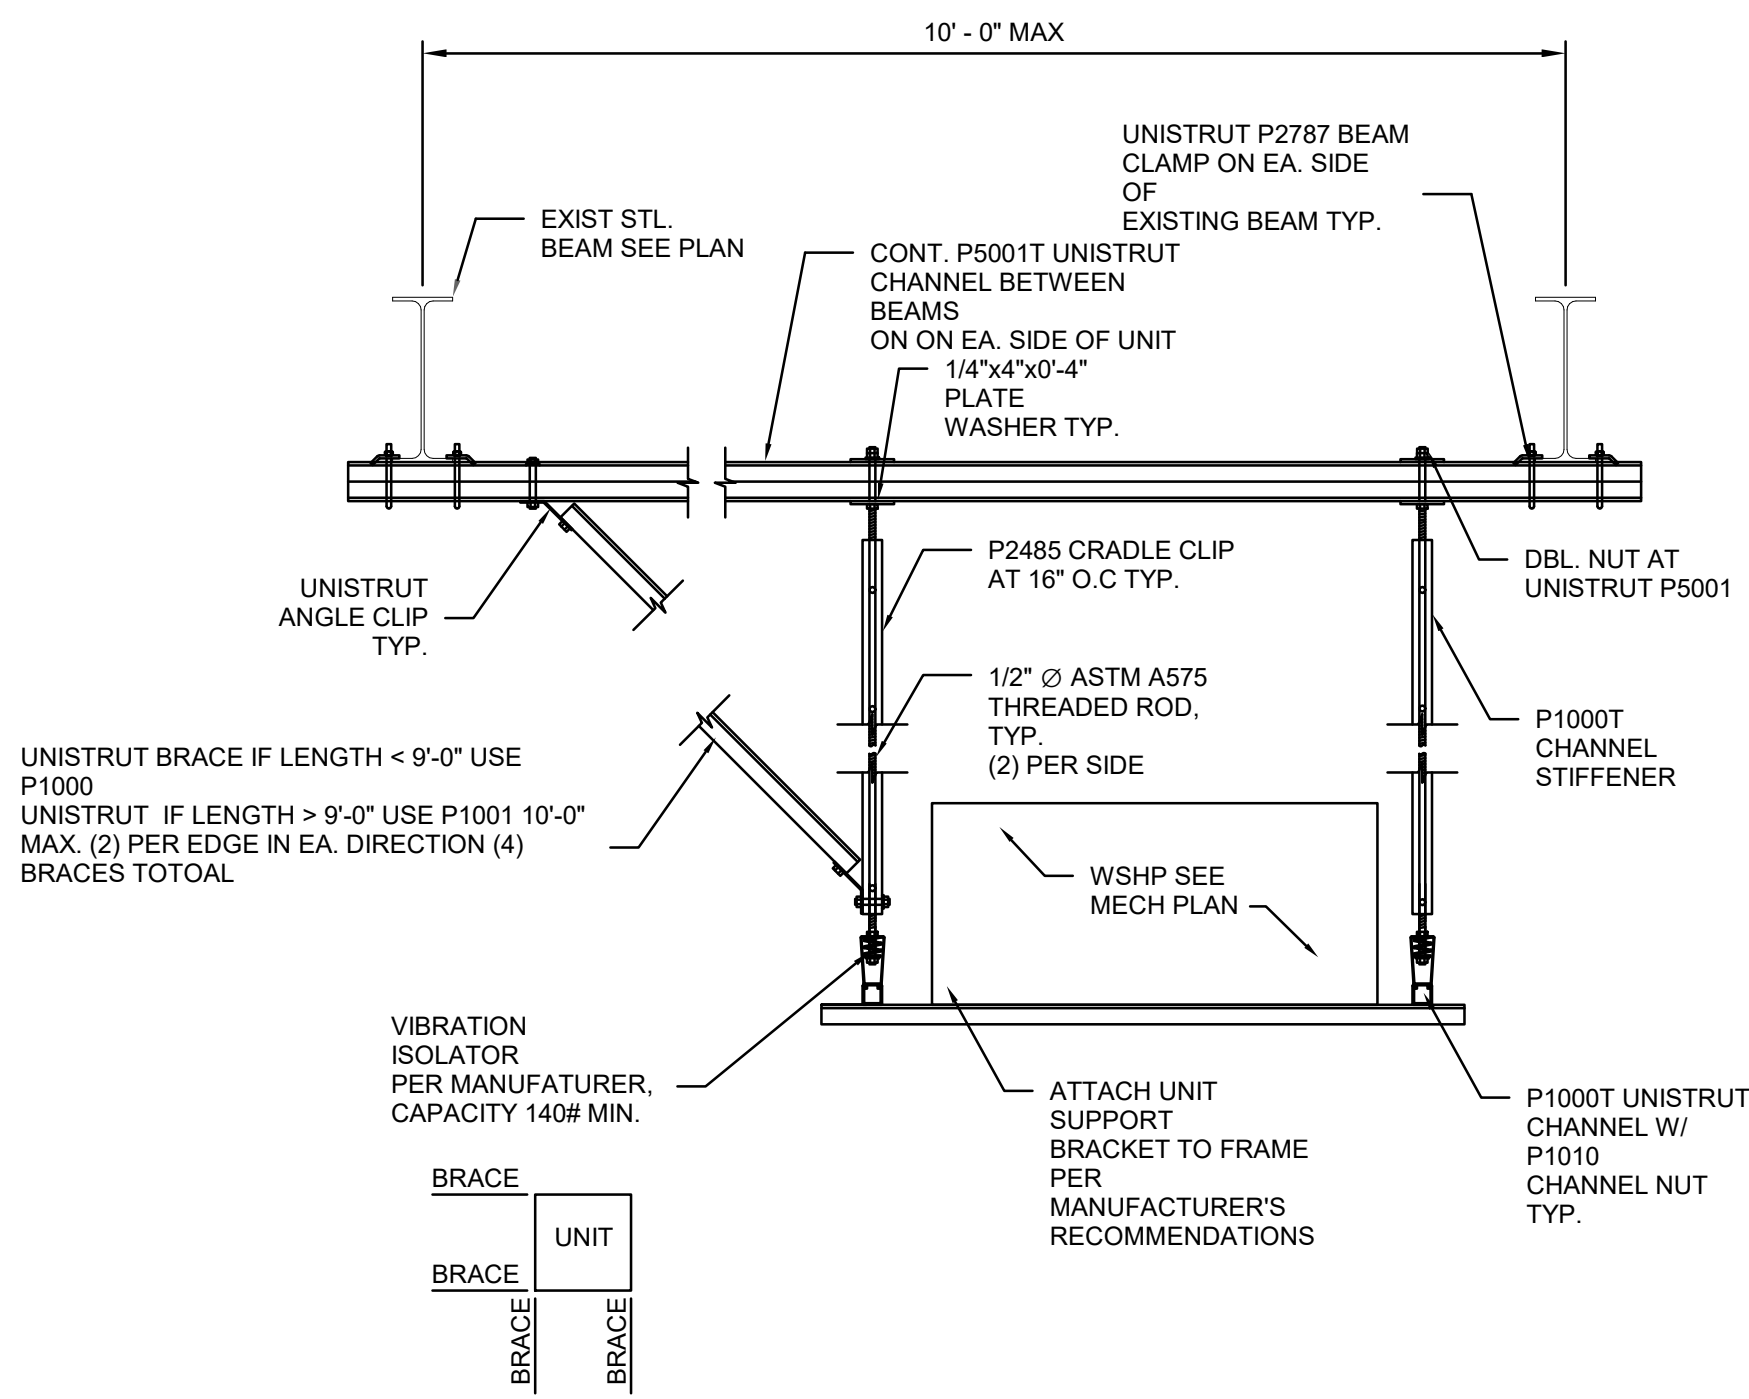 10' - 0" MAX
UNISTRUT P2787 BEAM
CLAMP ON EA. SIDE
OF
EXISTING BEAM TYP.
EXIST STL.
BEAM SEE PLAN
CONT. P5001T UNISTRUT
CHANNEL BETWEEN
BEAMS
ON ON EA. SIDE OF UNIT
1/4"x4"x0'-4"
PLATE
WASHER TYP.
P2485 CRADLE CLIP
AT 16" O.C TYP.
DBL. NUT AT
UNISTRUT P5001
UNISTRUT
ANGLE CLIP
TYP.
1/2" ∅ ASTM A575
THREADED ROD,
TYP.
(2) PER SIDE
P1000T
CHANNEL
STIFFENER
UNISTRUT BRACE IF LENGTH < 9'-0" USE
P1000
UNISTRUT  IF LENGTH > 9'-0" USE P1001 10'-0"
MAX. (2) PER EDGE IN EA. DIRECTION (4)
BRACES TOTOAL
WSHP SEE
MECH PLAN
VIBRATION
ISOLATOR
PER MANUFATURER,
CAPACITY 140# MIN.
ATTACH UNIT
SUPPORT
BRACKET TO FRAME
PER
MANUFACTURER'S
RECOMMENDATIONS
P1000T UNISTRUT
CHANNEL W/
P1010
CHANNEL NUT
TYP.
BRACE
UNIT
BRACE
BRACE
BRACE